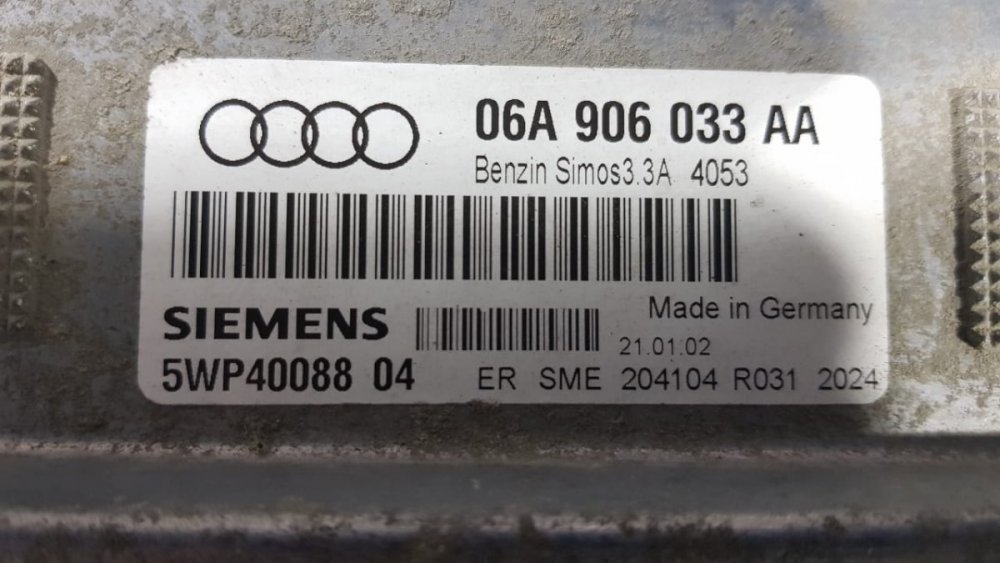 06A 906 033 AA
Benzin Simos3.3A 4053
SIEMENS
Made in Germany
21.01.02
5WP40088 04
ER SME 204104 R031 2024